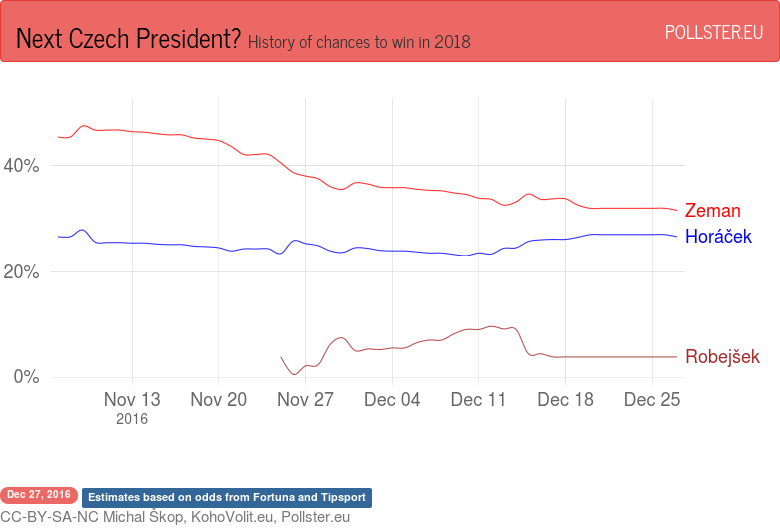 Next Czech President? History of chances to win in 2018
POLLSTER.EU
40%
20%
0%
Zeman
Horáček
Robejšek
Nov 13 Nov 20 Nov 27 Dec 04 Dec 11 Dec 18 Dec 25
2016
Dec 27, 2016 Estimates based on odds from Fortuna and Tipsport
CC-BY-SA-NC Michal Škop, KohoVolit.eu, Pollster.eu